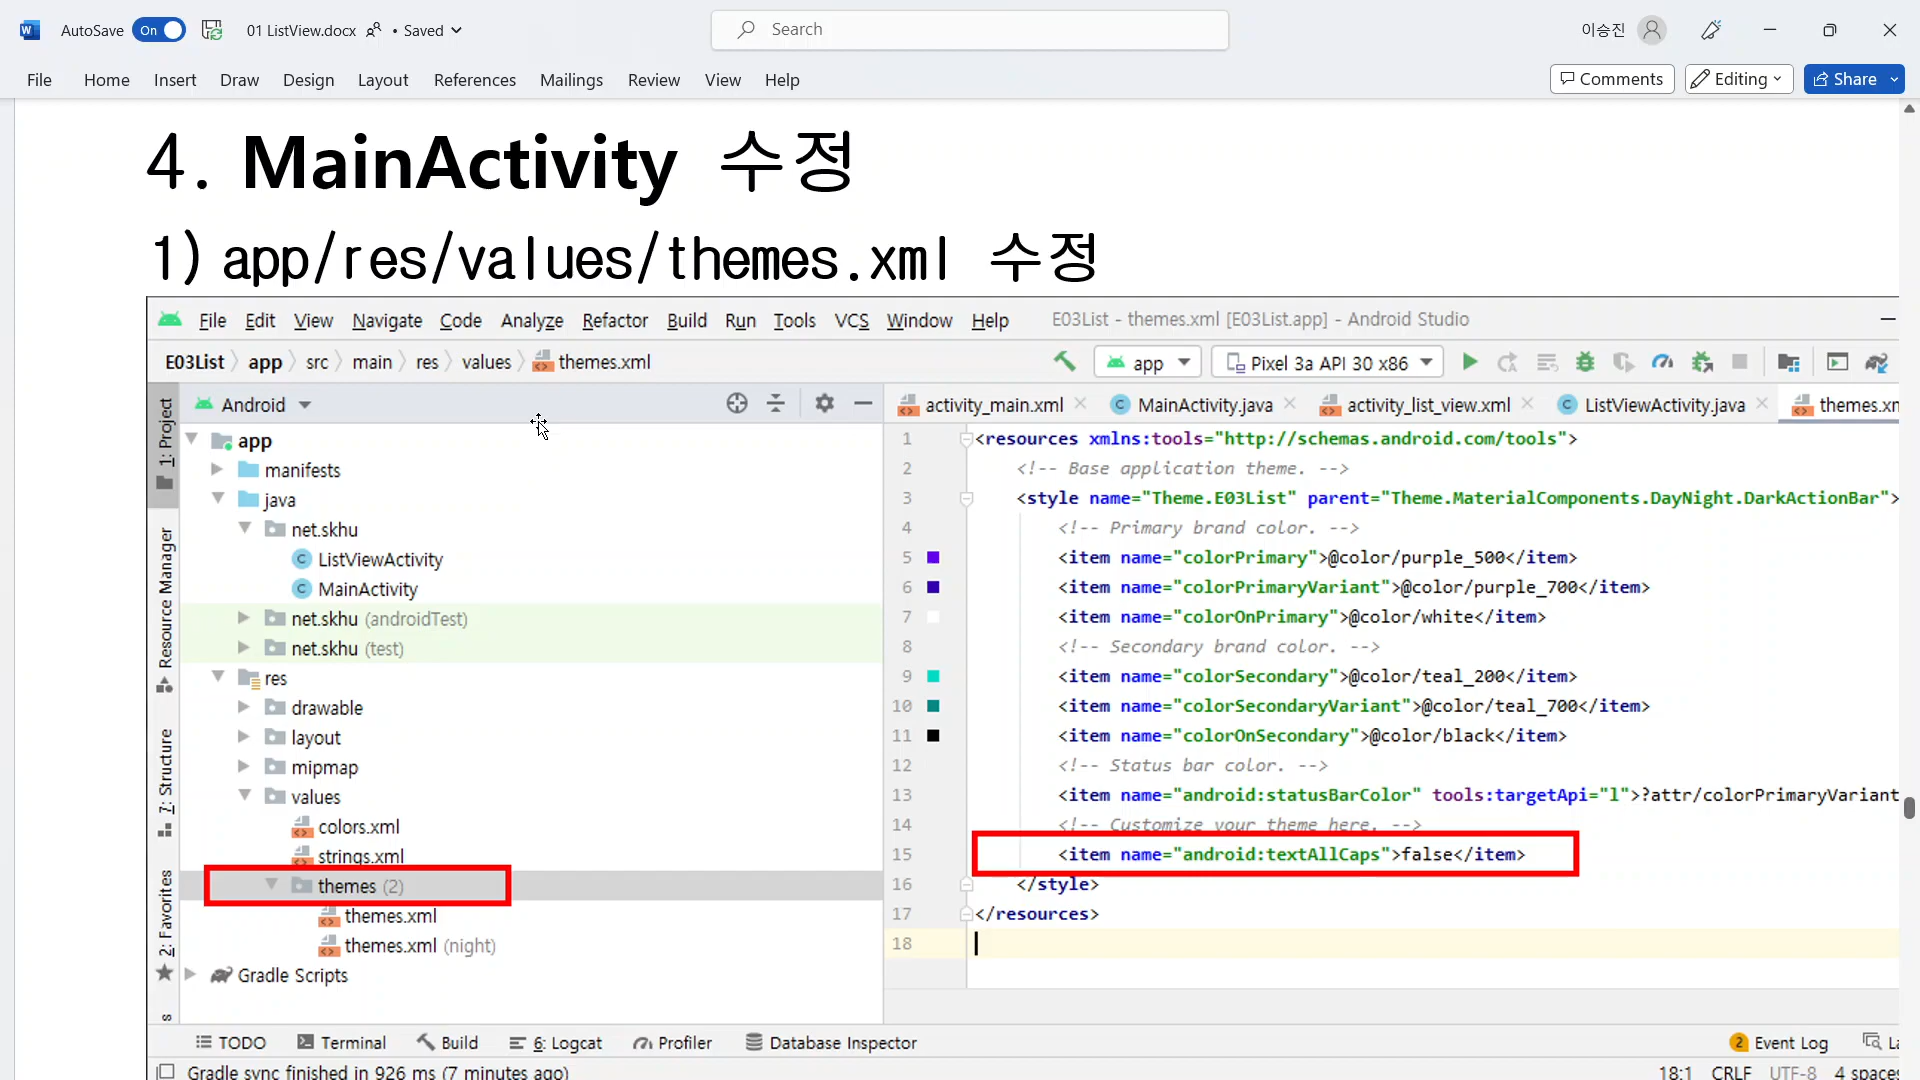 AutoSave On 01 ListView.docx • Saved Search 이승진
File Home Insert Draw Design Layout References Mailings Review View Help Comments Editing Share
4. MainActivity 수정
1) app/res/values/themes.xml 수정
File Edit View Navigate Code Analyze Refactor Build Run Tools VCS Window Help E03List - themes.xml [E03List.app] - Android Studio
E03List app src main res values themes.xml app Pixel 3a API 30 x86
Android
activity_main.xml MainActivity.java activity_list_view.xml ListViewActivity.java themes.xm
1: Project
Resource Manager
7: Structure
2: Favorites
app
manifests
java
net.skhu
ListViewActivity
MainActivity
net.skhu (androidTest)
net.skhu (test)
res
drawable
layout
mipmap
values
colors.xml
strings.xml
themes (2)
themes.xml
themes.xml (night)
Gradle Scripts
1 <resources xmlns:tools="http://schemas.android.com/tools">
2 <!-- Base application theme. -->
3 <style name="Theme.E03List" parent="Theme.MaterialComponents.DayNight.DarkActionBar">
4 <!-- Primary brand color. -->
5 <item name="colorPrimary">@color/purple_500</item>
6 <item name="colorPrimaryVariant">@color/purple_700</item>
7 <item name="colorOnPrimary">@color/white</item>
8 <!-- Secondary brand color. -->
9 <item name="colorSecondary">@color/teal_200</item>
10 <item name="colorSecondaryVariant">@color/teal_700</item>
11 <item name="colorOnSecondary">@color/black</item>
12 <!-- Status bar color. -->
13 <item name="android:statusBarColor" tools:targetApi="l">?attr/colorPrimaryVariant
14 <!-- Customize your theme here. -->
15 <item name="android:textAllCaps">false</item>
16 </style>
17 </resources>
18
TODO Terminal Build 6: Logcat Profiler Database Inspector 2 Event Log La
Gradle sync finished in 926 ms (7 minutes ago) 18:1 CRLF UTF-8 4 spaces